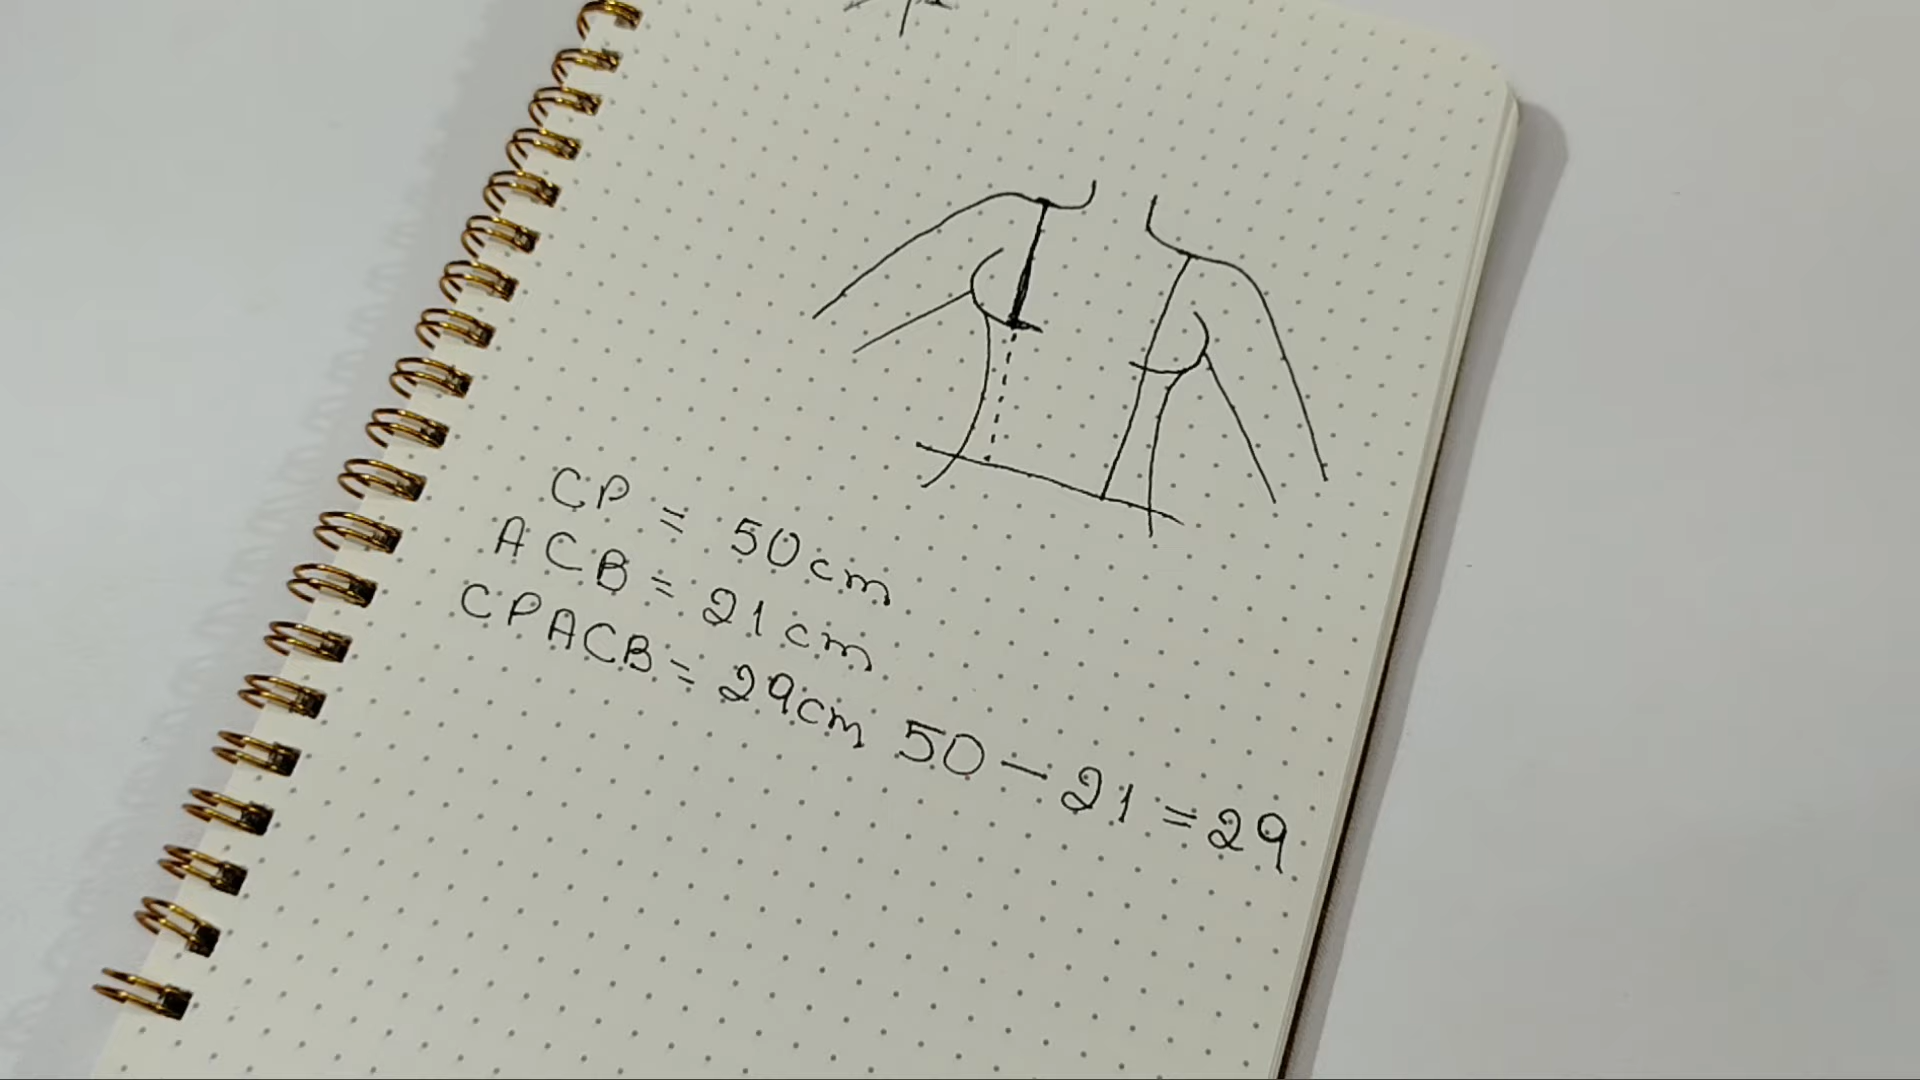 CP = 50cm
ACB = 21cm
CPACB = 29cm 50 - 21 = 29